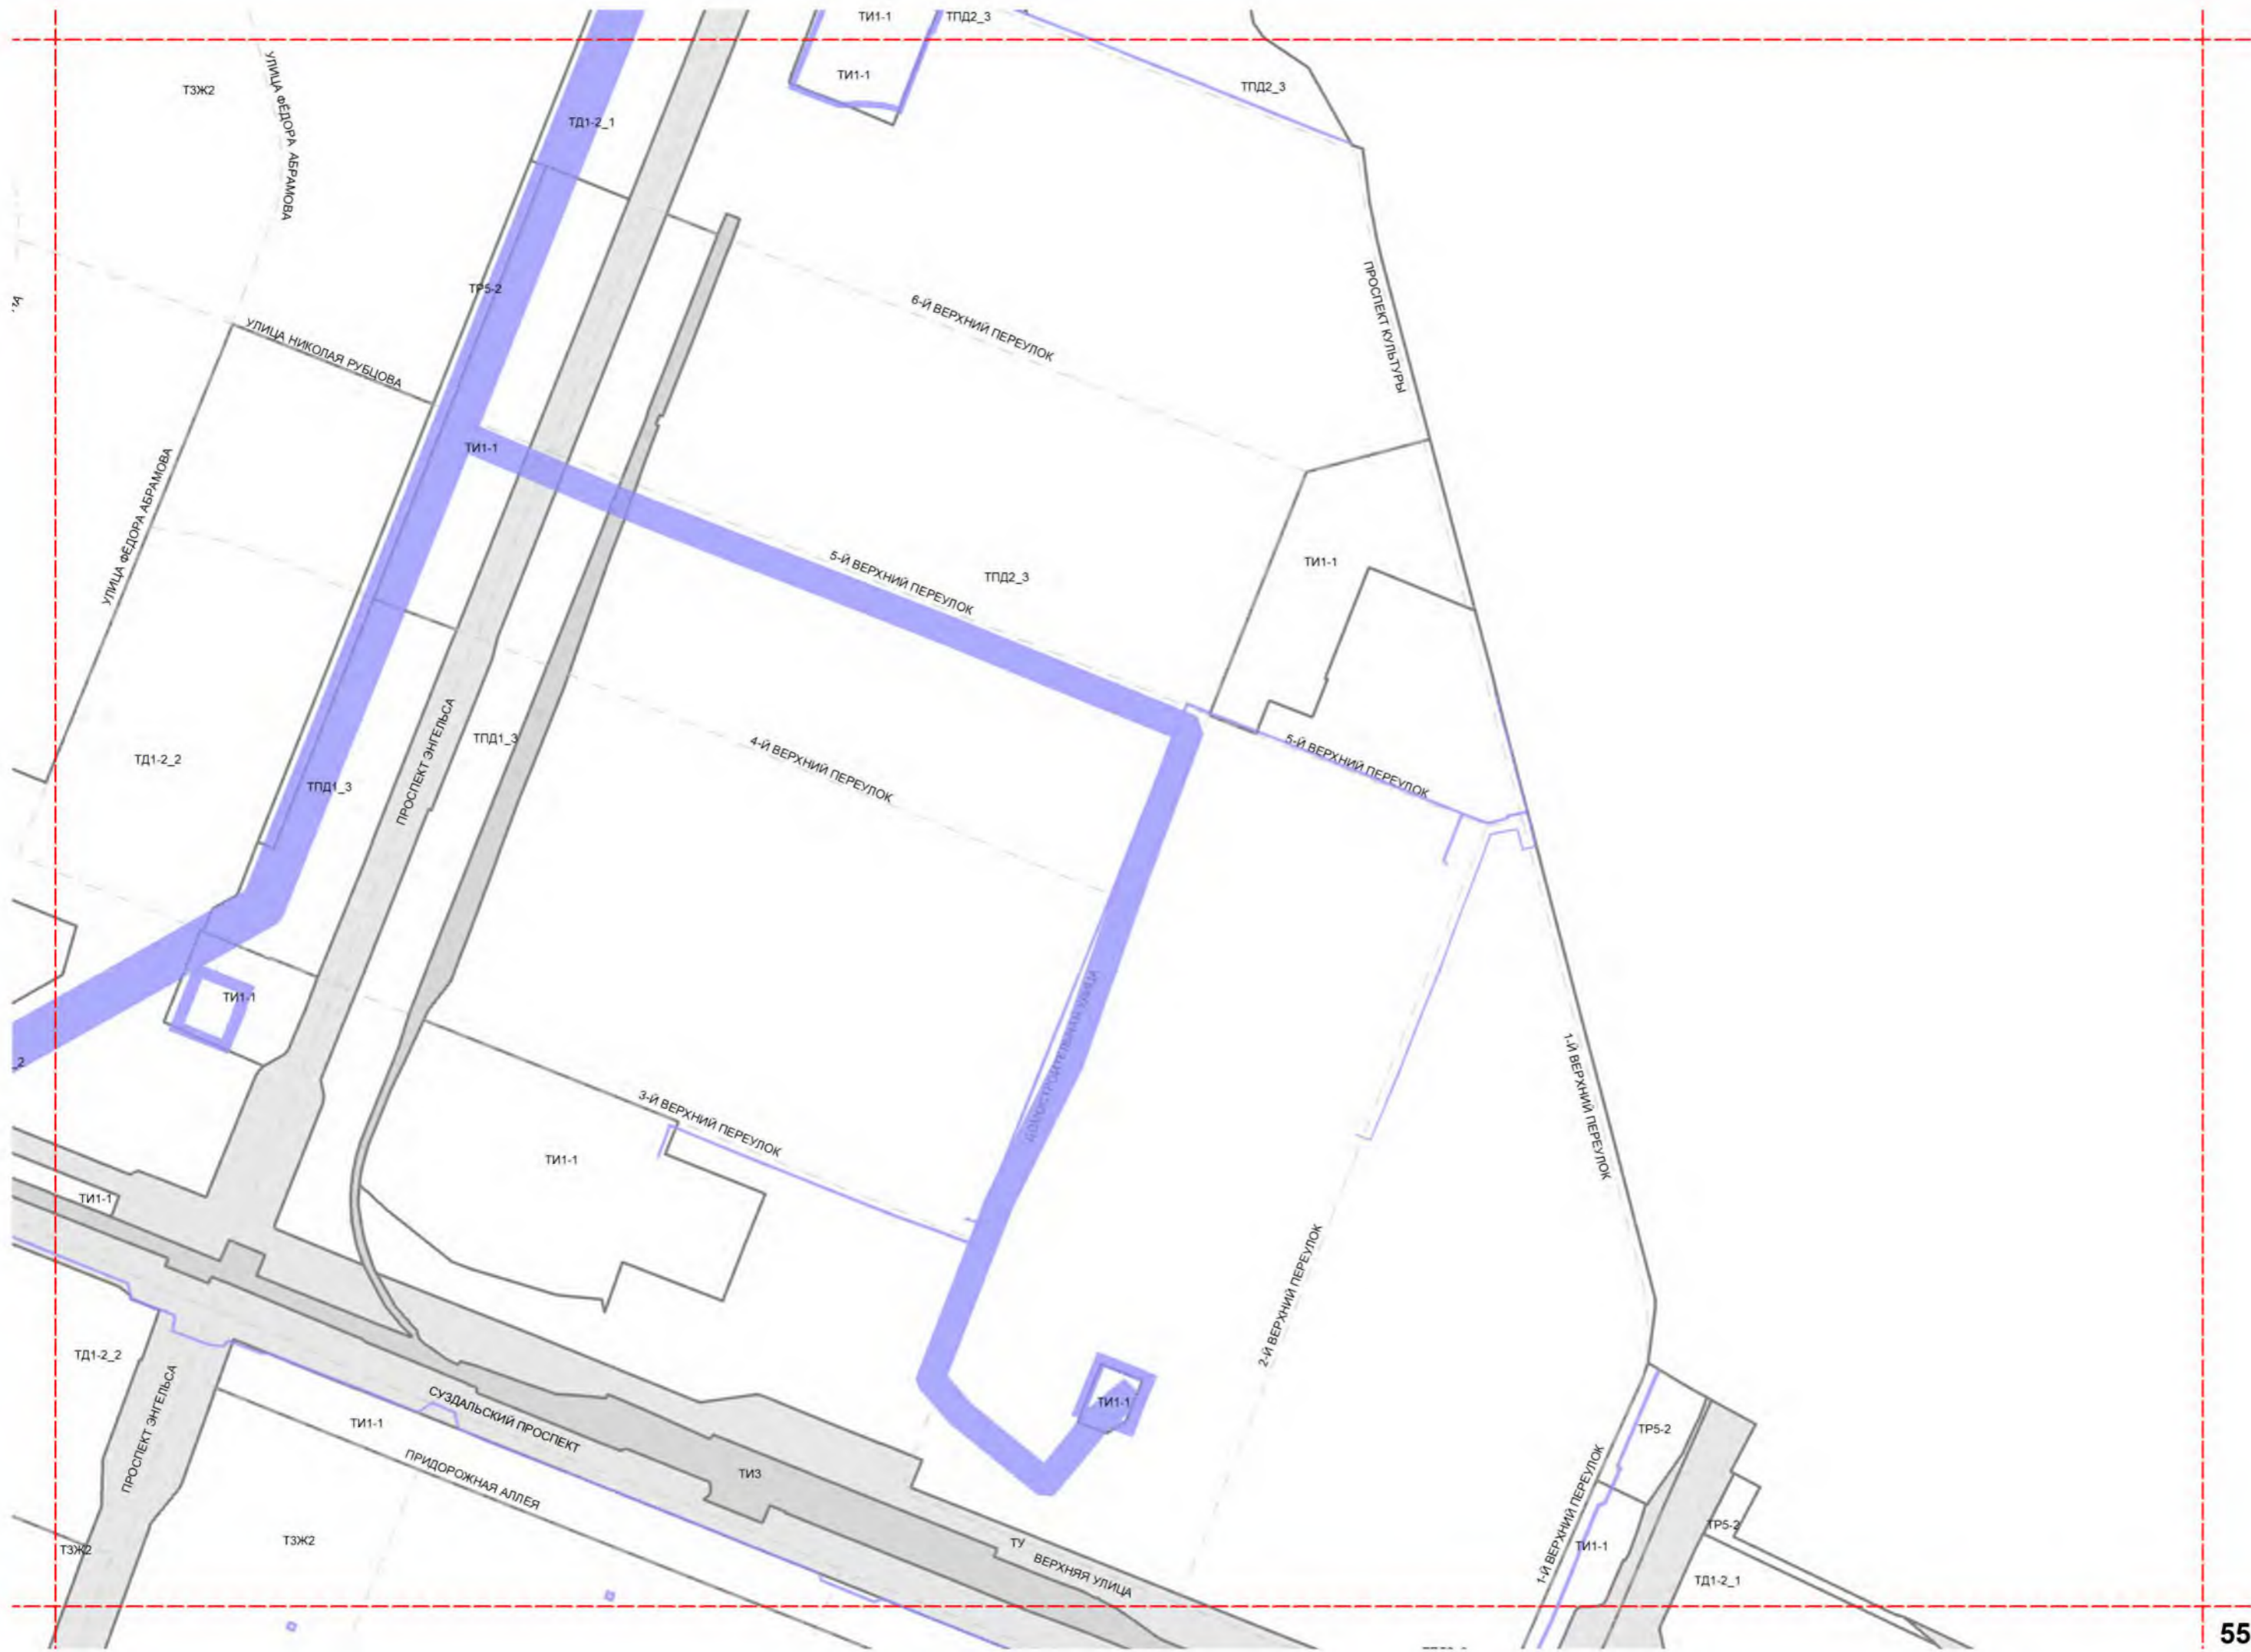 ТИ1-1
ТПД2_3
ТИ1-1
ТПД2_3
ТЗЖ2
УЛИЦА ФЁДОРА АБРАМОВА
ТД1-2_1
ТР5-2
6-Й ВЕРХНИЙ ПЕРЕУЛОК
ПРОСПЕКТ КУЛЬТУРЫ
УЛИЦА НИКОЛАЯ РУБЦОВА
ТИ1-1
УЛИЦА ФЁДОРА АБРАМОВА
5-Й ВЕРХНИЙ ПЕРЕУЛОК
ТПД2_3
ТИ1-1
ТД1-2_2
ТПД1_3
ПРОСПЕКТ ЭНГЕЛЬСА
ТПД1_3
4-Й ВЕРХНИЙ ПЕРЕУЛОК
5-Й ВЕРХНИЙ ПЕРЕУЛОК
ТИ1-1
_2
ДОМОСТРОИТЕЛЬНАЯ УЛИЦА
3-Й ВЕРХНИЙ ПЕРЕУЛОК
1-Й ВЕРХНИЙ ПЕРЕУЛОК
ТИ1-1
ТИ1-1
2-Й ВЕРХНИЙ ПЕРЕУЛОК
ТД1-2_2
ПРОСПЕКТ ЭНГЕЛЬСА
ТИ1-1
СУЗДАЛЬСКИЙ ПРОСПЕКТ
ТИ1-1
ПРИДОРОЖНАЯ АЛЛЕЯ
ТИ3
ТР5-2
1-Й ВЕРХНИЙ ПЕРЕУЛОК
ТР5-2
ТЗЖ2
ТЗЖ2
ТУ
ВЕРХНЯЯ УЛИЦА
ТИ1-1
ТД1-2_1
55